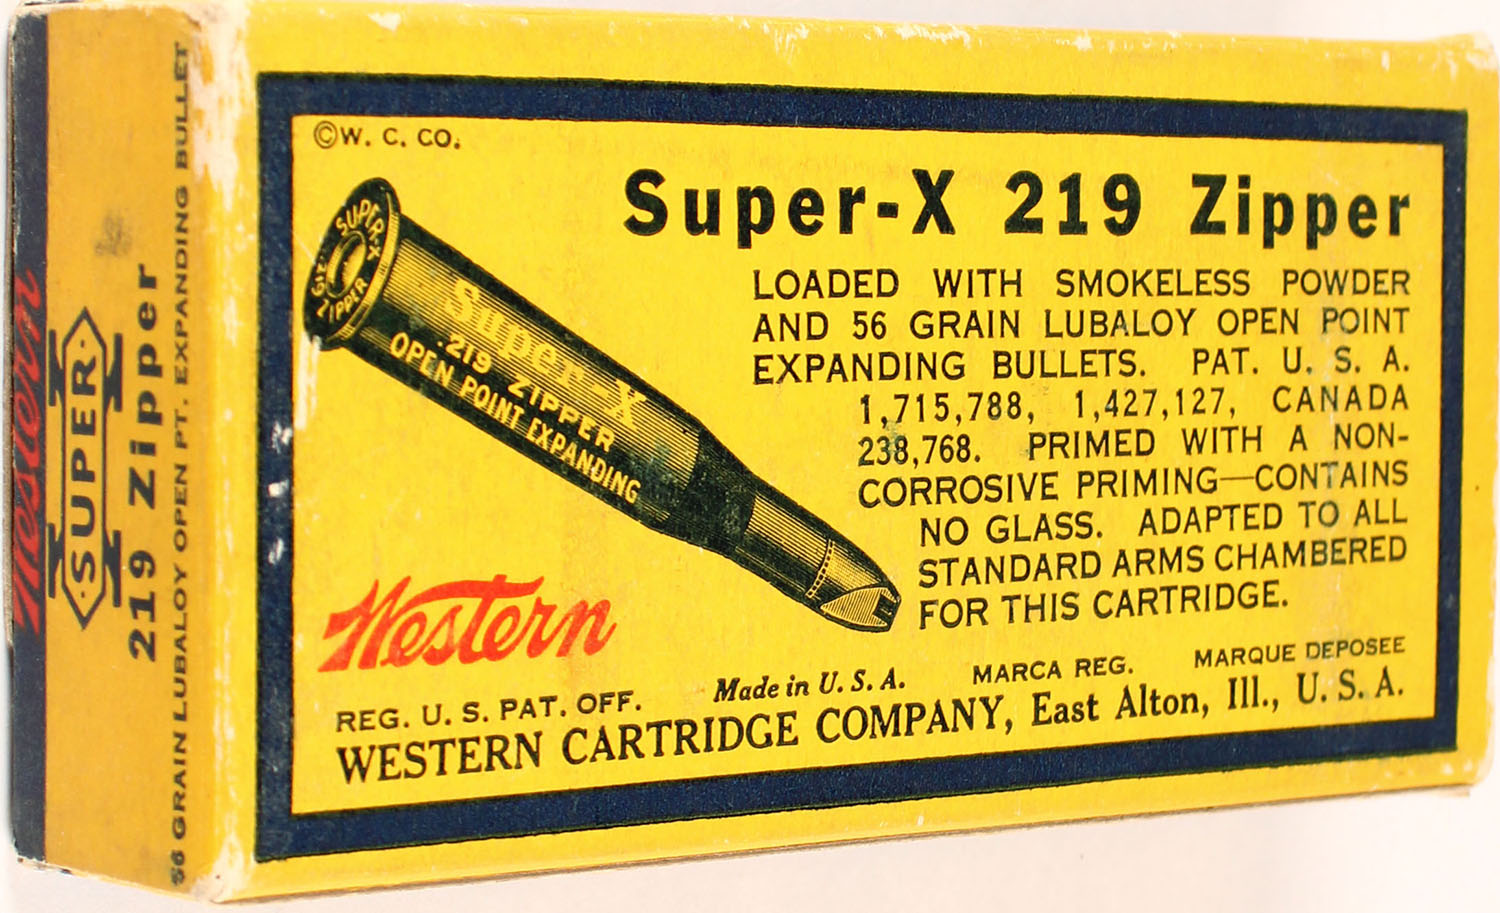 Western
SUPER
X
219 Zipper
56 GRAIN LUBALOY OPEN PT. EXPANDING BULLET
©W. C. CO.
SUPER-X
ZIPPER
Super-X
.219 ZIPPER
OPEN POINT EXPANDING
Super-X 219 Zipper
LOADED WITH SMOKELESS POWDER
AND 56 GRAIN LUBALOY OPEN POINT
EXPANDING BULLETS. PAT. U. S. A.
1,715,788, 1,427,127, CANADA
238,768. PRIMED WITH A NON-
CORROSIVE PRIMING—CONTAINS
NO GLASS. ADAPTED TO ALL
STANDARD ARMS CHAMBERED
FOR THIS CARTRIDGE.
Western
REG. U. S. PAT. OFF. Made in U. S. A. MARCA REG. MARQUE DEPOSEE
WESTERN CARTRIDGE COMPANY, East Alton, Ill., U. S. A.